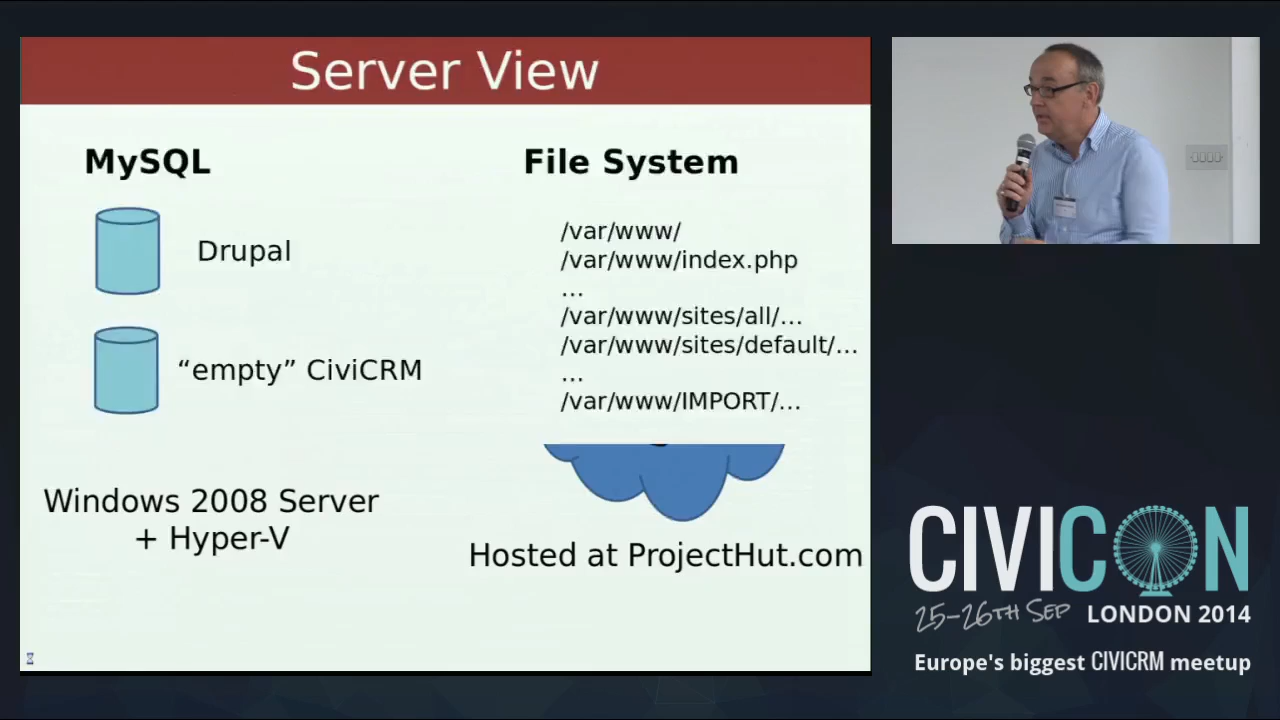 Server View
MySQL
Drupal
“empty” CiviCRM
Windows 2008 Server
+ Hyper-V
File System
/var/www/
/var/www/index.php
...
/var/www/sites/all/...
/var/www/sites/default/...
...
/var/www/IMPORT/...
Hosted at ProjectHut.com
CIVICON
25-26TH SEP LONDON 2014
Europe's biggest CIVICRM meetup